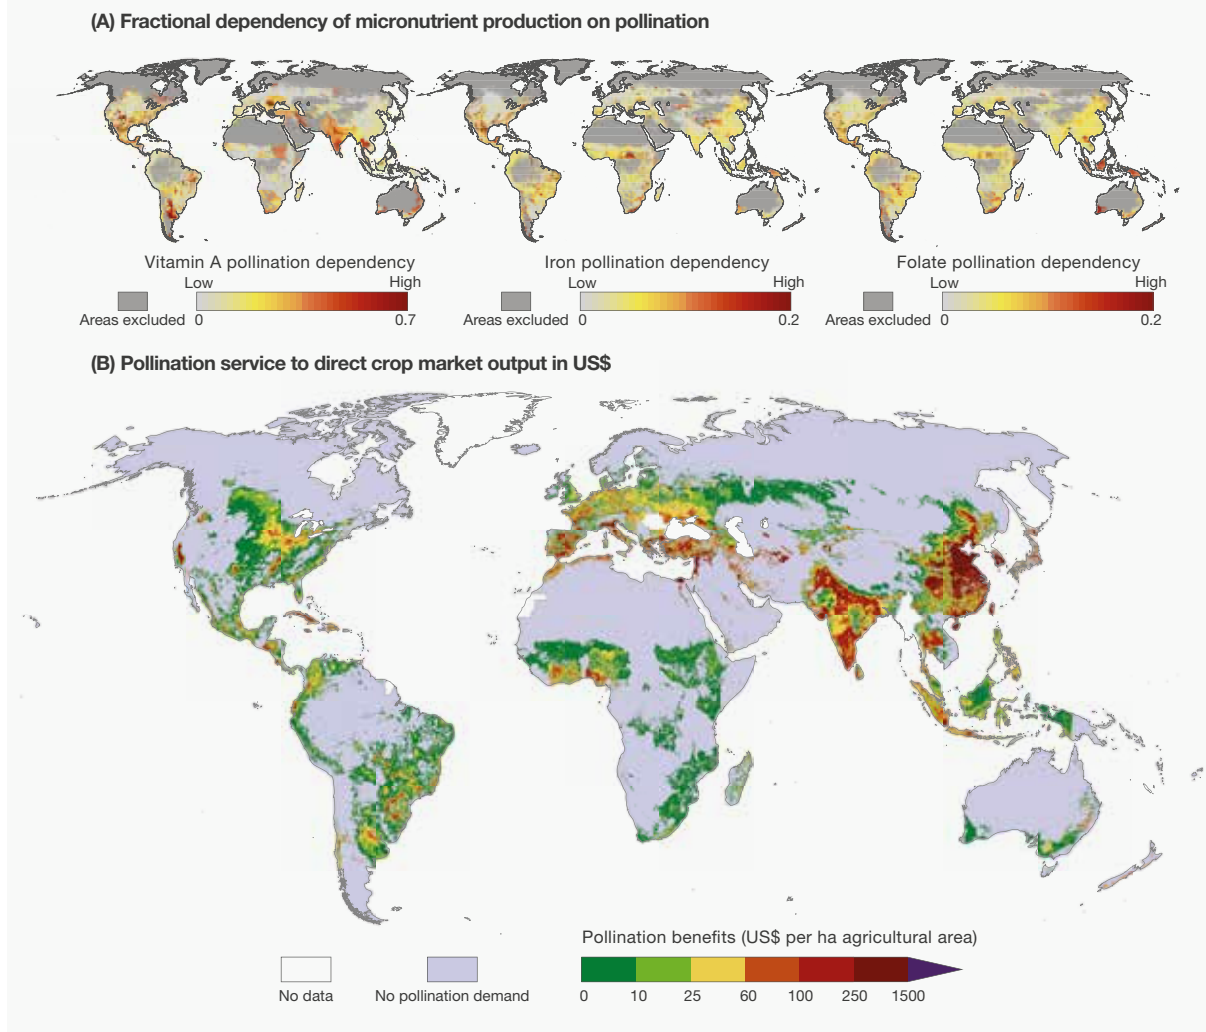 (A) Fractional dependency of micronutrient production on pollination
Vitamin A pollination dependency
Low High
Areas excluded 0 0.7
Iron pollination dependency
Low High
Areas excluded 0 0.2
Folate pollination dependency
Low High
Areas excluded 0 0.2
(B) Pollination service to direct crop market output in US$
Pollination benefits (US$ per ha agricultural area)
No data No pollination demand 0 10 25 60 100 250 1500